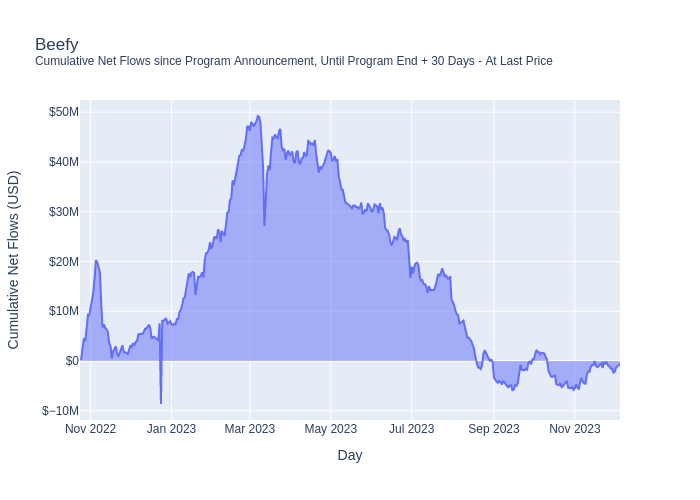 Beefy
Cumulative Net Flows since Program Announcement, Until Program End + 30 Days - At Last Price
Cumulative Net Flows (USD)
$50M
$40M
$30M
$20M
$10M
$0
$−10M
Nov 2022 Jan 2023 Mar 2023 May 2023 Jul 2023 Sep 2023 Nov 2023
Day